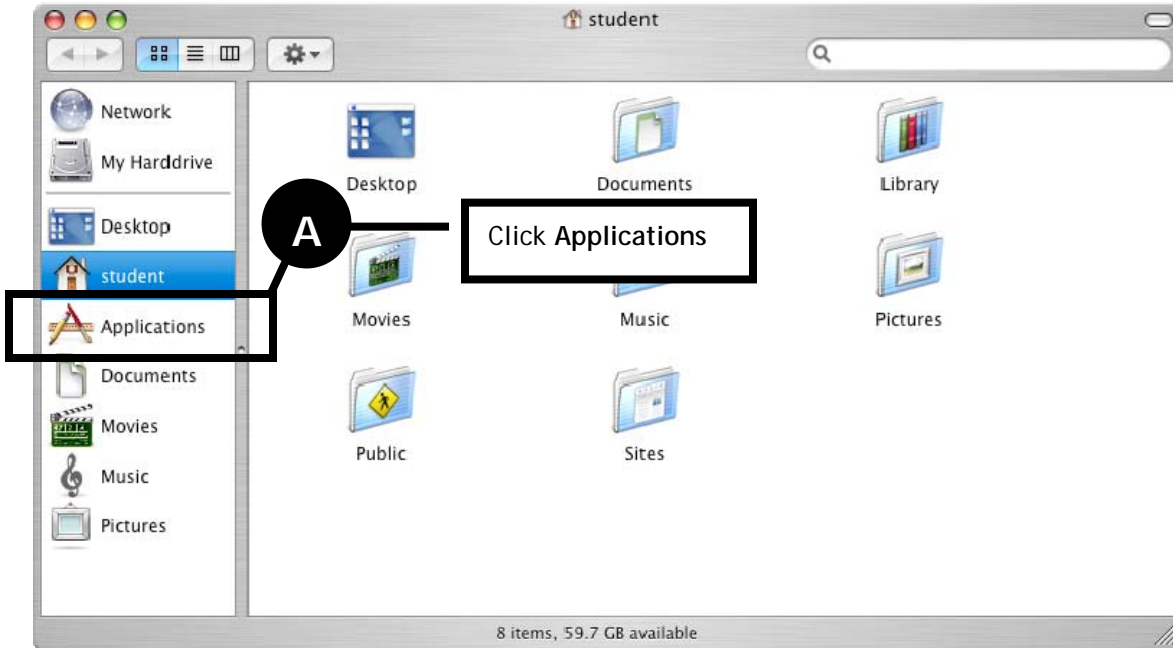 student
Network
My Harddrive
Desktop
student
Applications
Documents
Movies
Music
Pictures
Desktop
Documents
Library
A
Click Applications
Movies
Music
Pictures
Public
Sites
8 items, 59.7 GB available